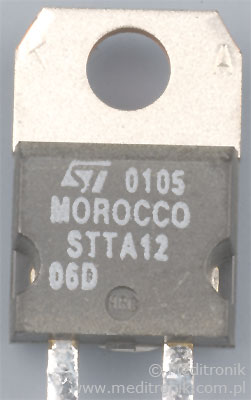 T A
ST 0105
MOROCCO
STTA12
06D
© meditronik
www.meditronik.com.pl